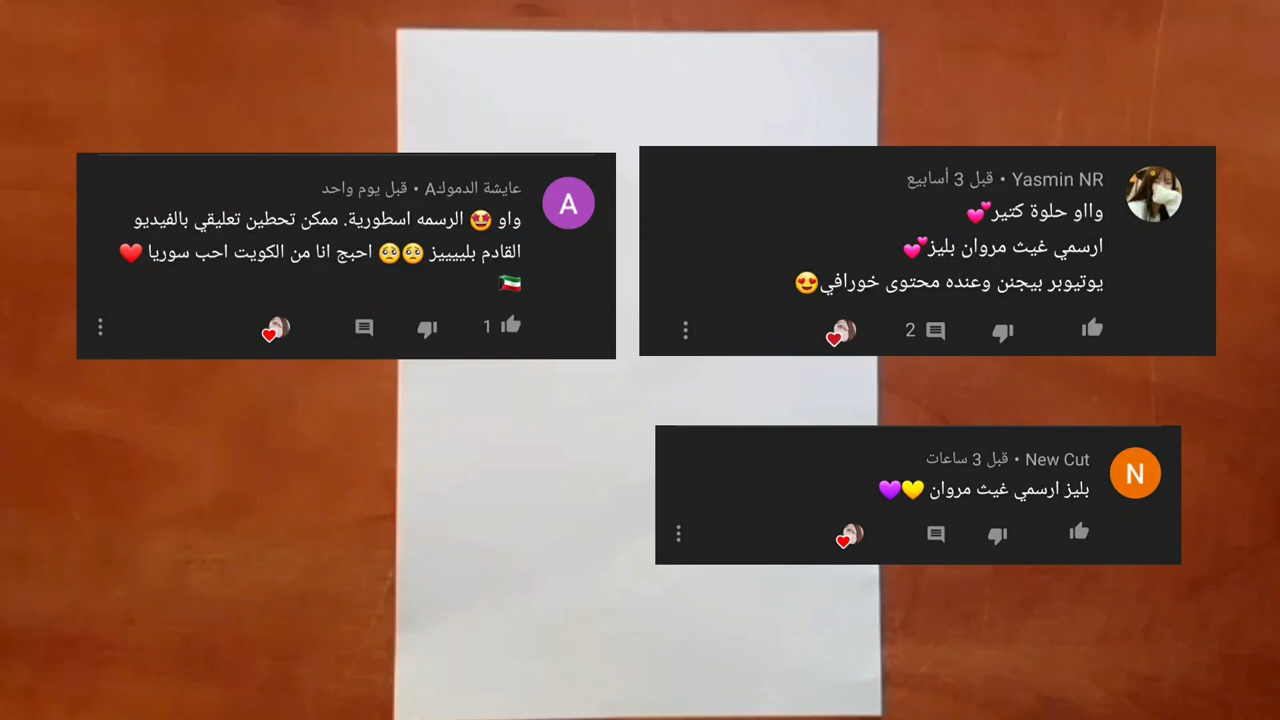 عايشة الدموكA • قبل يوم واحد
واو 🤩 الرسمه اسطورية. ممكن تحطين تعليقي بالفيديو
القادم بلييييز 🥺🥺 احبج انا من الكويت احب سوريا ❤️
🇰🇼
1
A
Yasmin NR • قبل 3 أسابيع
وااو حلوة كتير💕
ارسمي غيث مروان بليز💕
يوتيوبر بيجنن وعنده محتوى خورافي😍
2
New Cut • قبل 3 ساعات
بليز ارسمي غيث مروان 💛💜
N